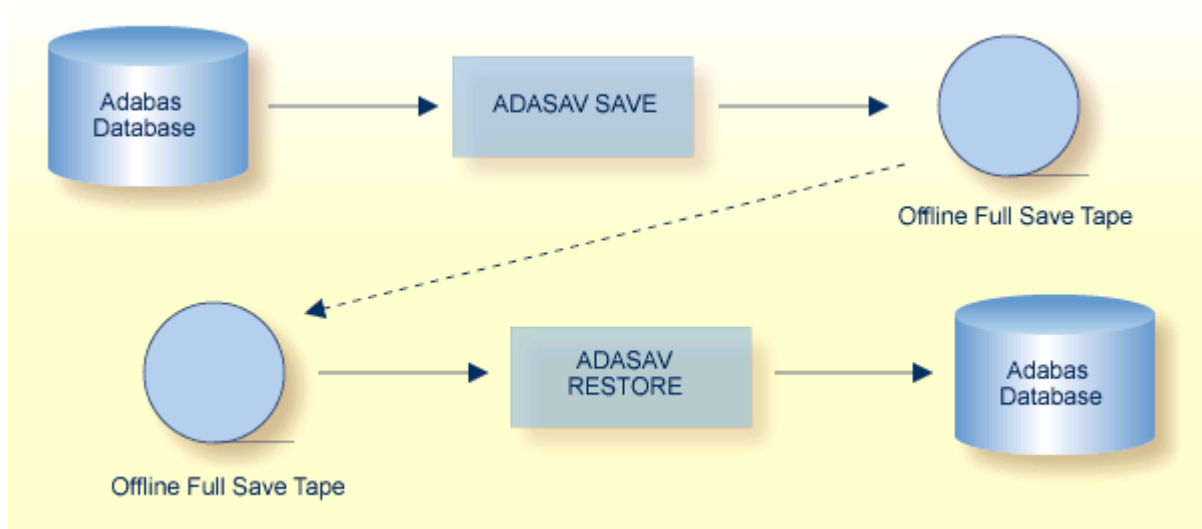 Adabas
Database
ADASAV SAVE
Offline Full Save Tape
Offline Full Save Tape
ADASAV
RESTORE
Adabas
Database